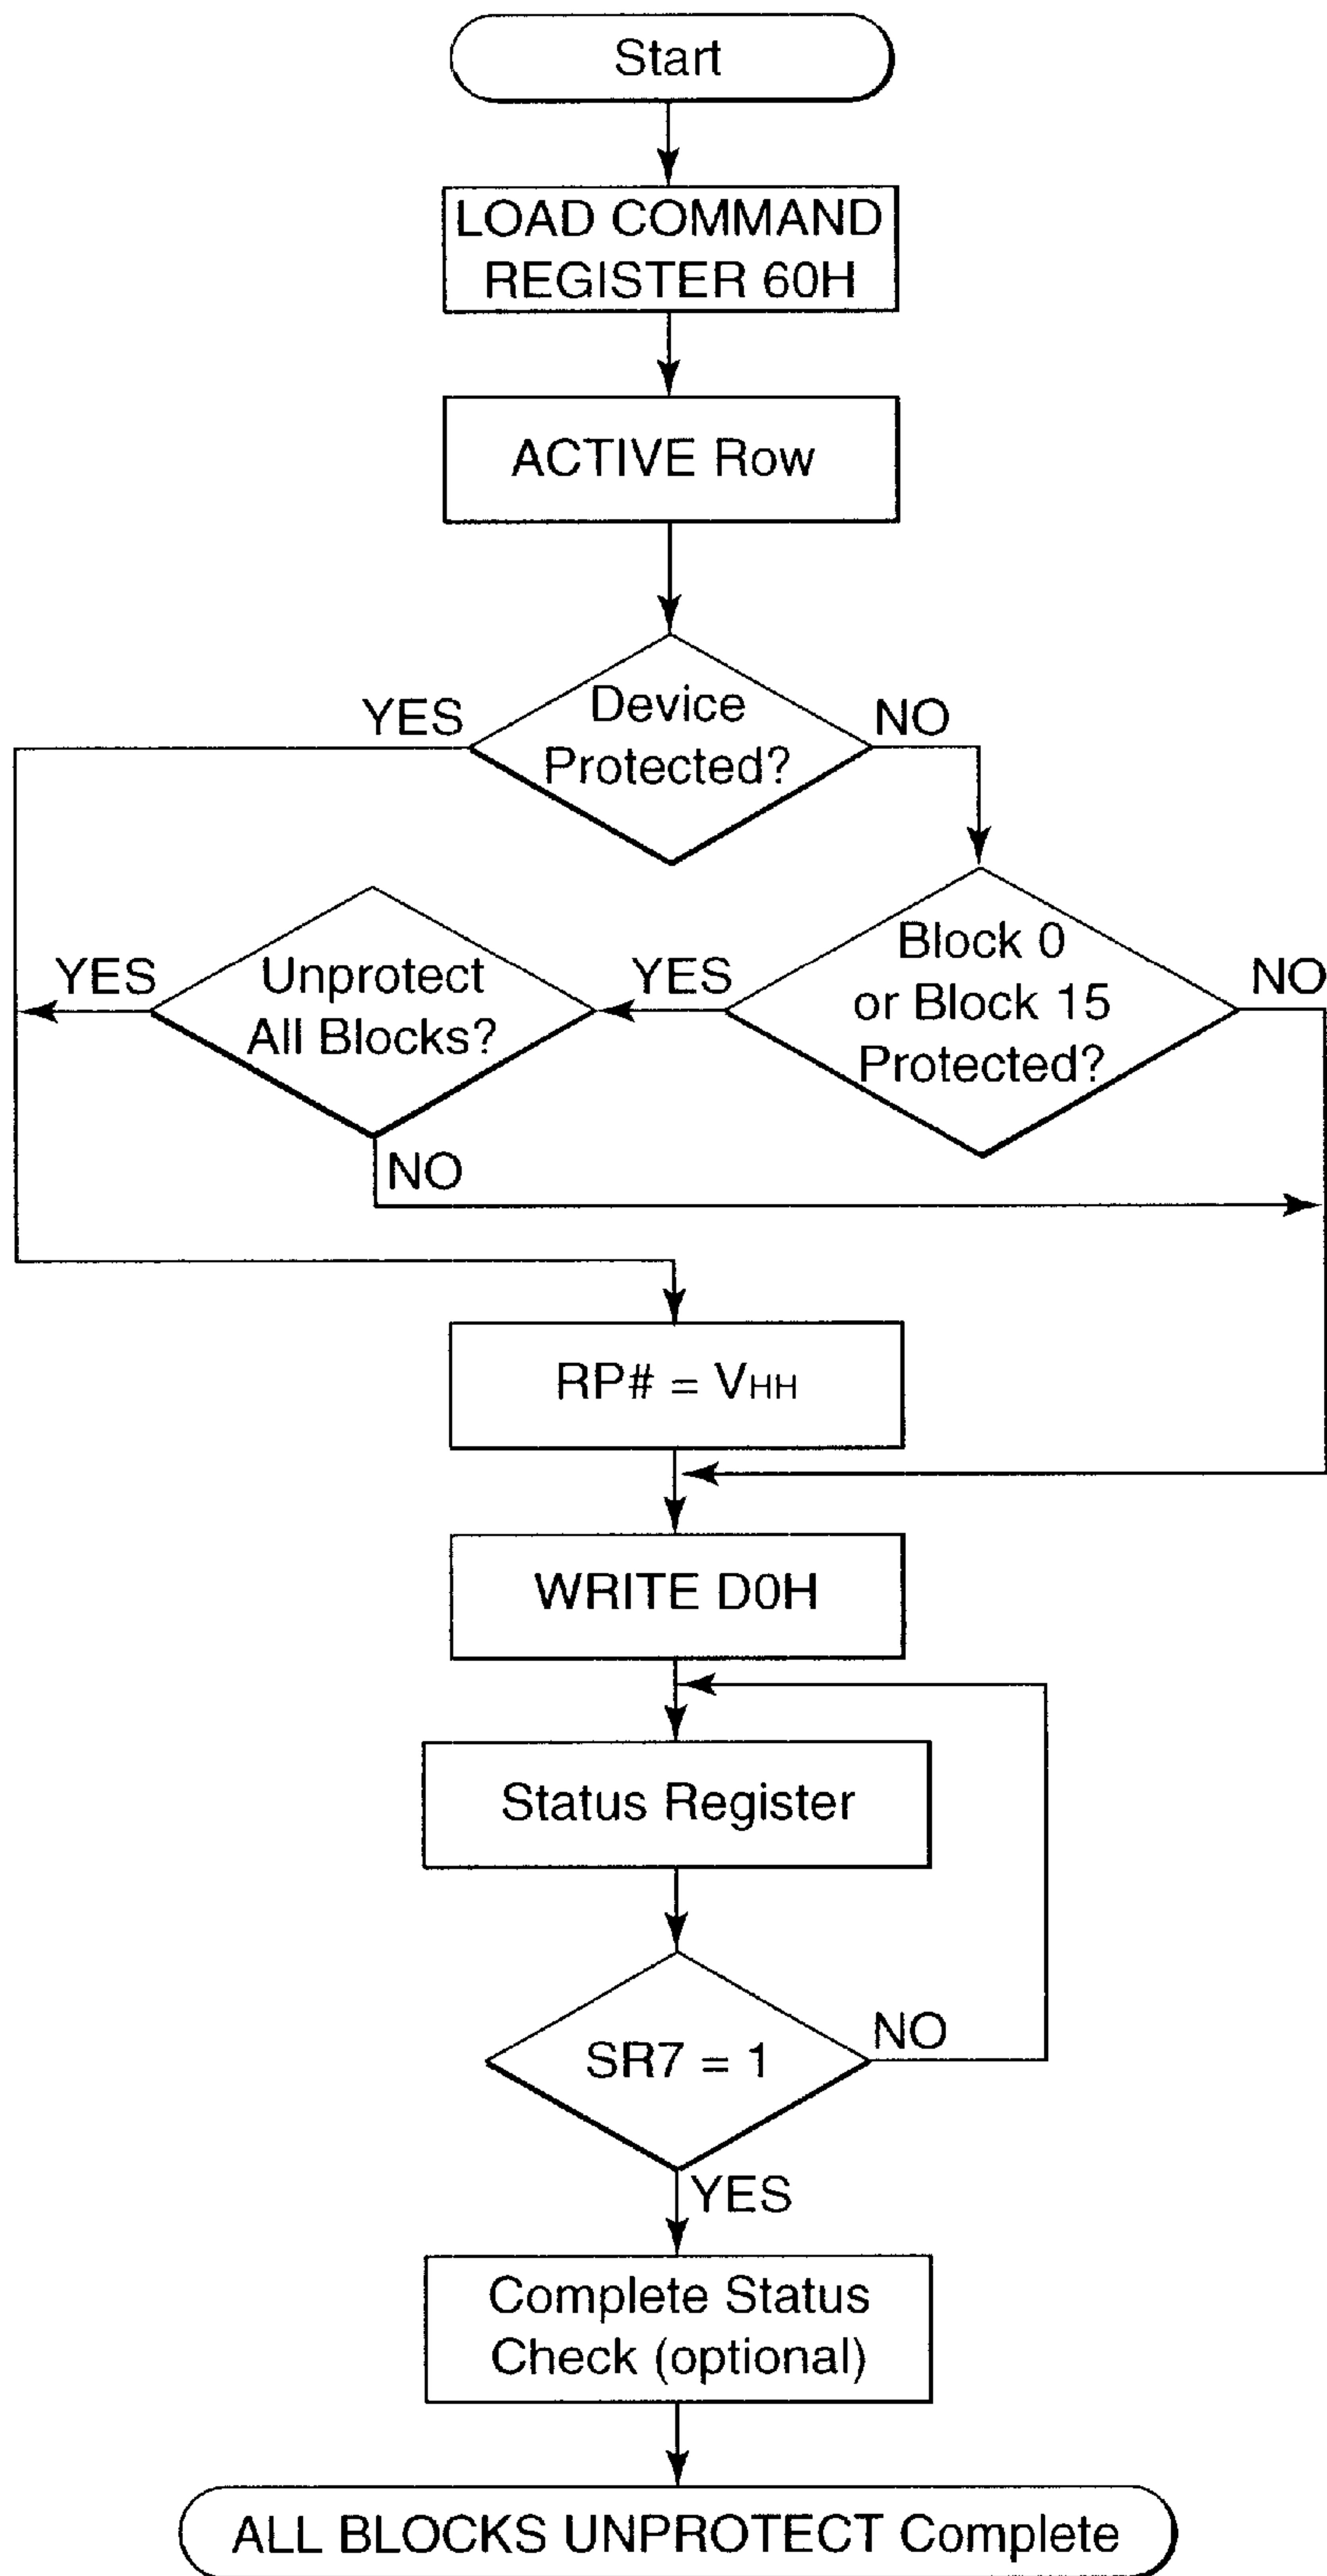 Start
LOAD COMMAND
REGISTER 60H
ACTIVE Row
YES
Device
Protected?
NO
YES
Unprotect
All Blocks?
YES
Block 0
or Block 15
Protected?
NO
NO
RP# = VHH
WRITE D0H
Status Register
SR7 = 1
NO
YES
Complete Status
Check (optional)
ALL BLOCKS UNPROTECT Complete